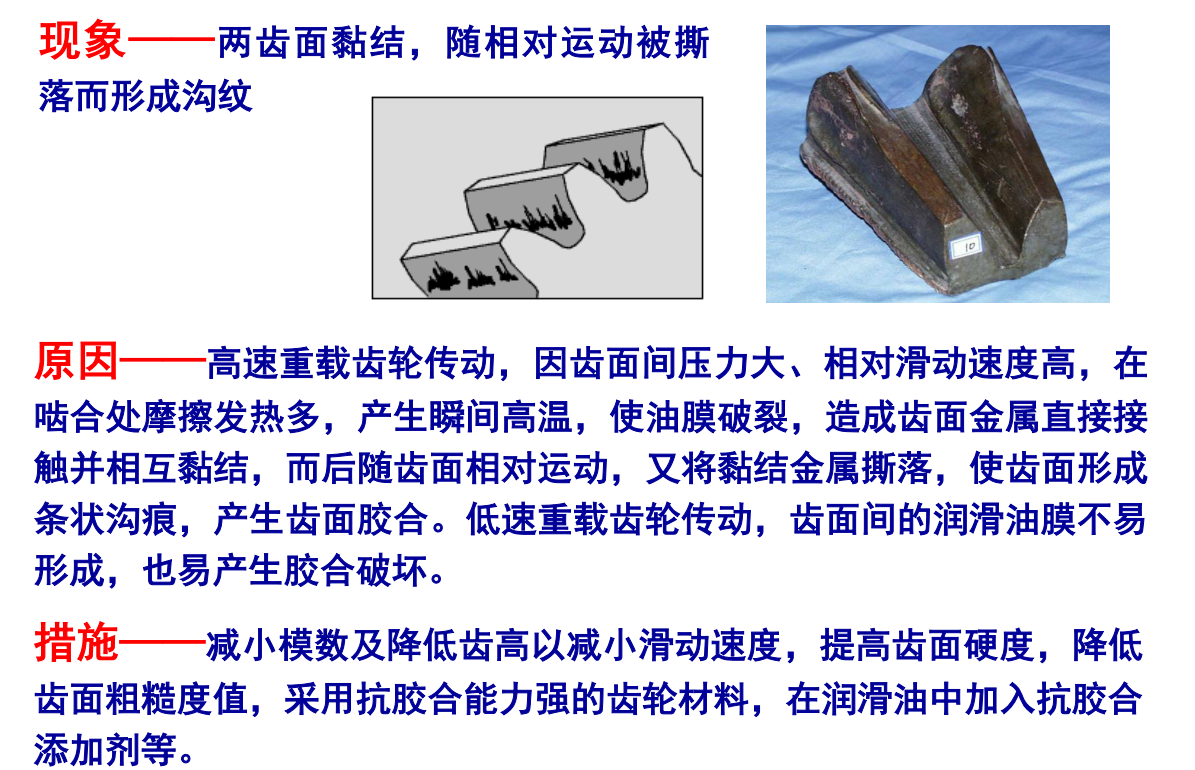 现象——两齿面黏结，随相对运动被撕
落而形成沟纹
10
原因——高速重载齿轮传动，因齿面间压力大、相对滑动速度高，在
啮合处摩擦发热多，产生瞬间高温，使油膜破裂，造成齿面金属直接接
触并相互黏结，而后随齿面相对运动，又将黏结金属撕落，使齿面形成
条状沟痕，产生齿面胶合。低速重载齿轮传动，齿面间的润滑油膜不易
形成，也易产生胶合破坏。
措施——减小模数及降低齿高以减小滑动速度，提高齿面硬度，降低
齿面粗糙度值，采用抗胶合能力强的齿轮材料，在润滑油中加入抗胶合
添加剂等。